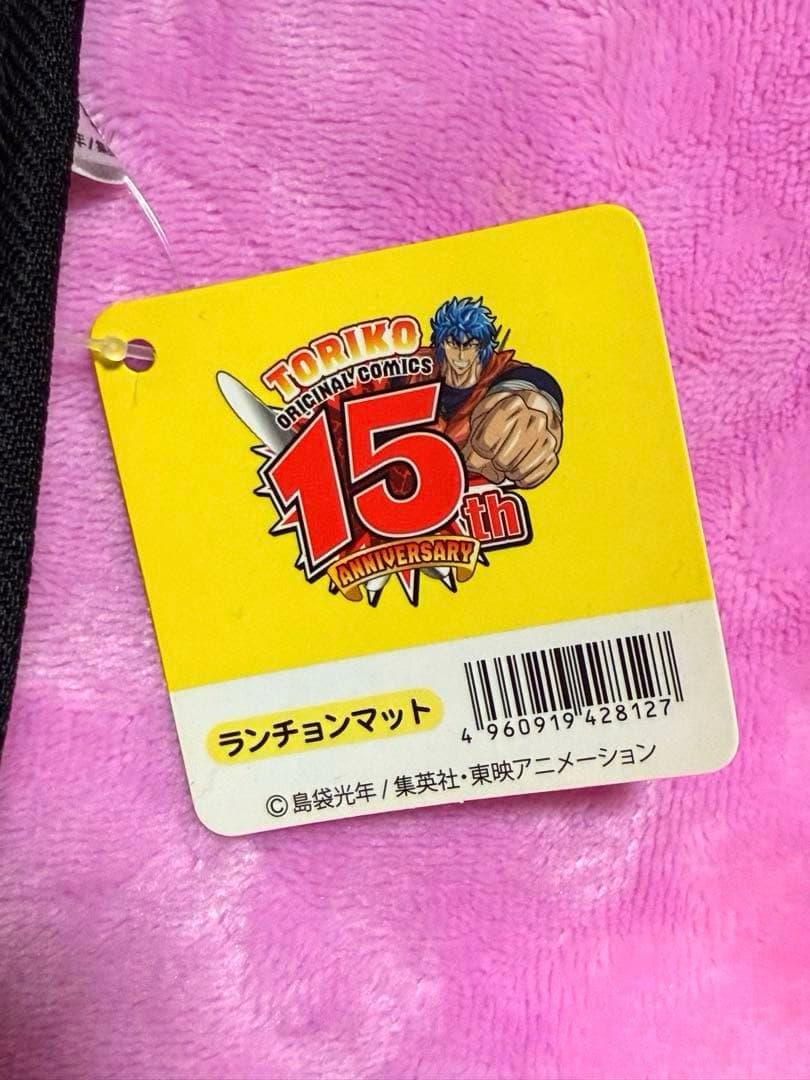 TORIKO
ORIGINAL COMICS
15th
ANNIVERSARY
ランチョンマット
4 960919 428127
©島袋光年 / 集英社・東映アニメーション